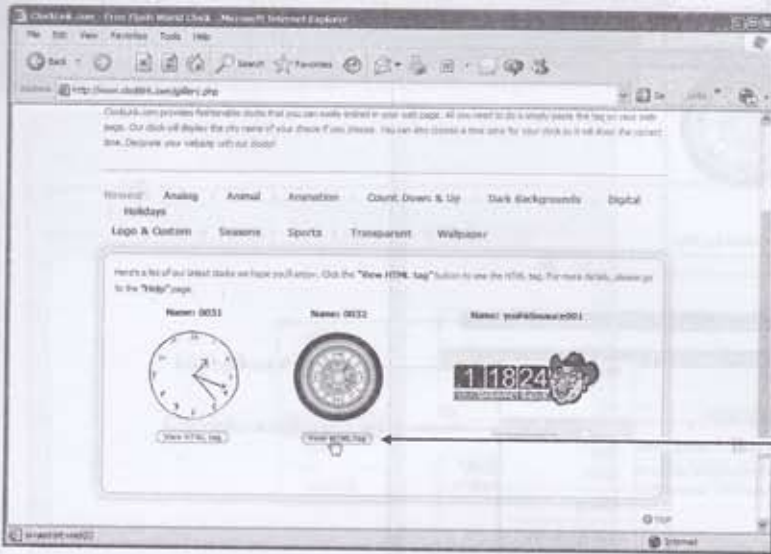 ClockLink.com - Free Flash World Clock - Microsoft Internet Explorer
File Edit View Favorites Tools Help
Back Search Favorites
Address http://www.clocklink.com/gallery.php Go Links
ClockLink.com provides fashionable clocks that you can easily embed in your web page. All you need to do is simply paste the tag on your web
page. Our clock will display the city name of your choice if you please. You can also choose a time zone for your clock so it will show the correct
time. Decorate your website with our clocks!
Newest Analog Animal Animation Count Down & Up Dark Backgrounds Digital
Holidays
Logo & Custom Seasons Sports Transparent Wallpaper
Here's a list of our latest clocks we hope you'll enjoy. Click the "View HTML tag" button to see the HTML tag. For more details, please go
to the "Help" page.
Name: 0031 Name: 0032 Name:
1 18 24
View HTML tag View HTML tag
TOP
Internet